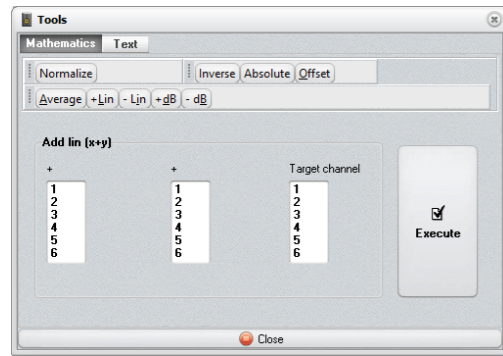 Tools
Mathematics Text
Normalize Inverse Absolute Offset
Average +Lin - Lin +dB - dB
Add lin (x+y)
+ + Target channel
1 1 1
2 2 2
3 3 3
4 4 4
5 5 5
6 6 6
Execute
Close